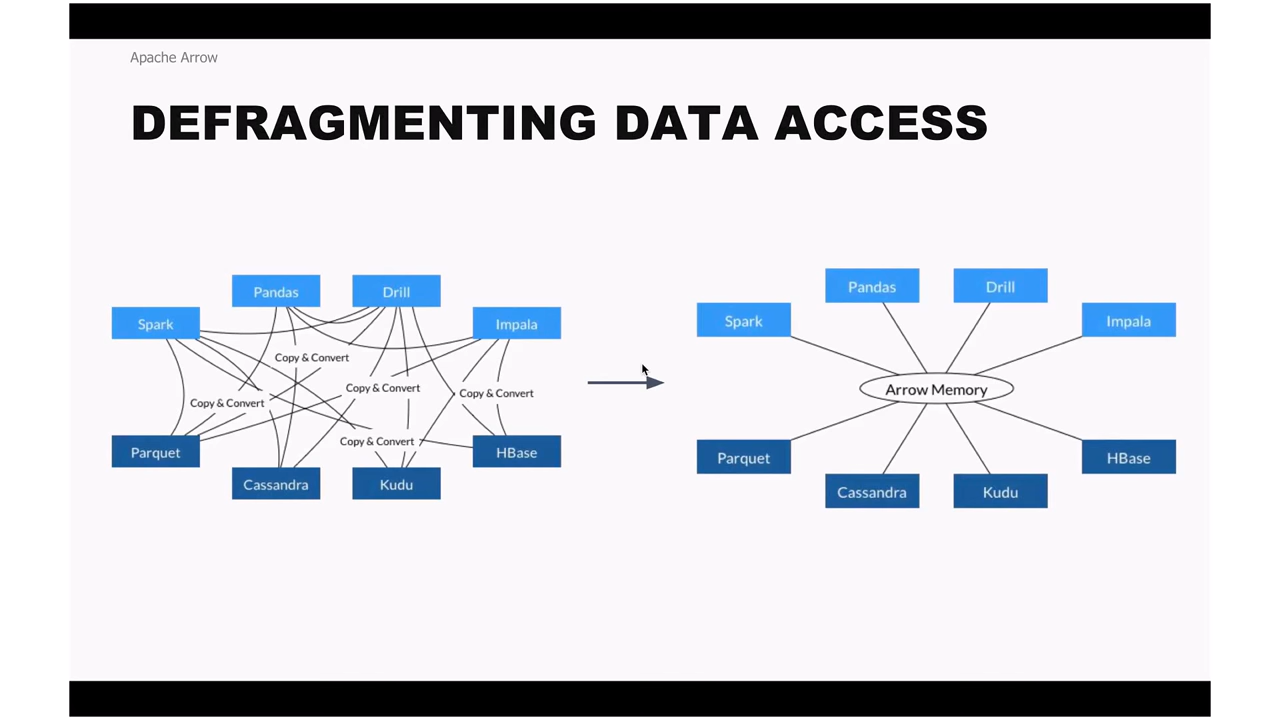 Apache Arrow
DEFRAGMENTING DATA ACCESS
Pandas
Drill
Spark
Impala
Copy & Convert
Copy & Convert
Copy & Convert
Copy & Convert
Copy & Convert
Parquet
HBase
Cassandra
Kudu
Pandas
Drill
Spark
Impala
Arrow Memory
Parquet
HBase
Cassandra
Kudu